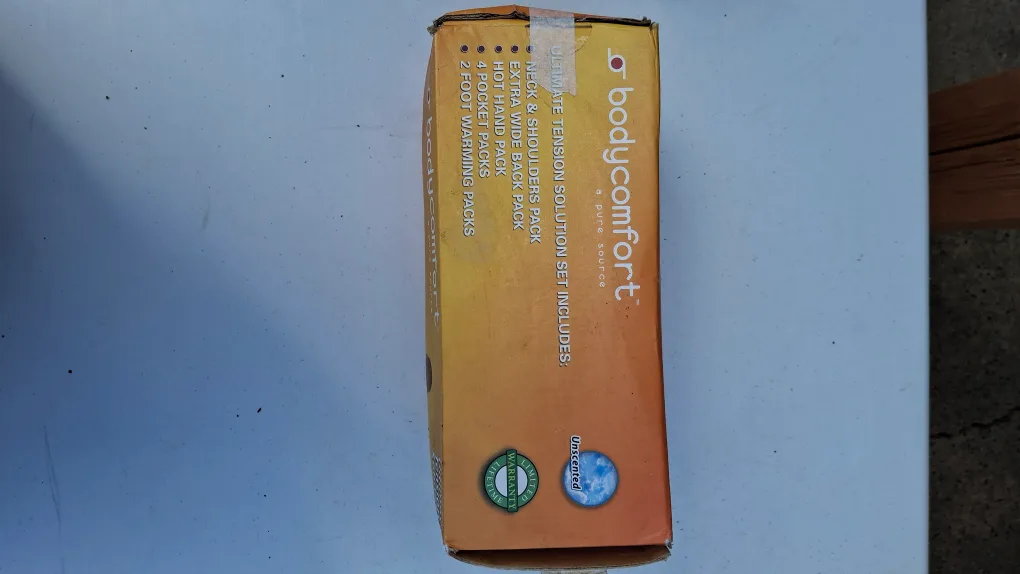 bodycomfort™
a pure source
ULTIMATE TENSION SOLUTION SET INCLUDES:
NECK & SHOULDERS PACK
EXTRA WIDE BACK PACK
HOT HAND PACK
4 POCKET PACKS
2 FOOT WARMING PACKS
Unscented
LIMITED
WARRANTY
LIFETIME
bodycomfort